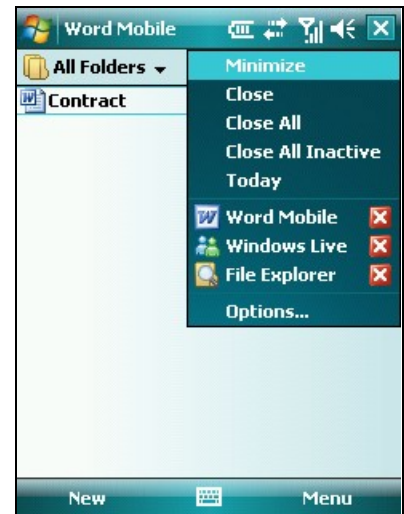 Word Mobile
All Folders
Contract
Minimize
Close
Close All
Close All Inactive
Today
Word Mobile
Windows Live
File Explorer
Options...
New
Menu